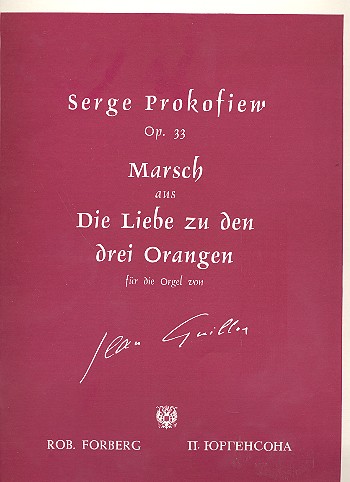 Serge Prokofiew
Op. 33
Marsch
aus
Die Liebe zu den
drei Orangen
für die Orgel von
Jean Guillou
ROB. FORBERG
П. ЮРГЕНСОНА